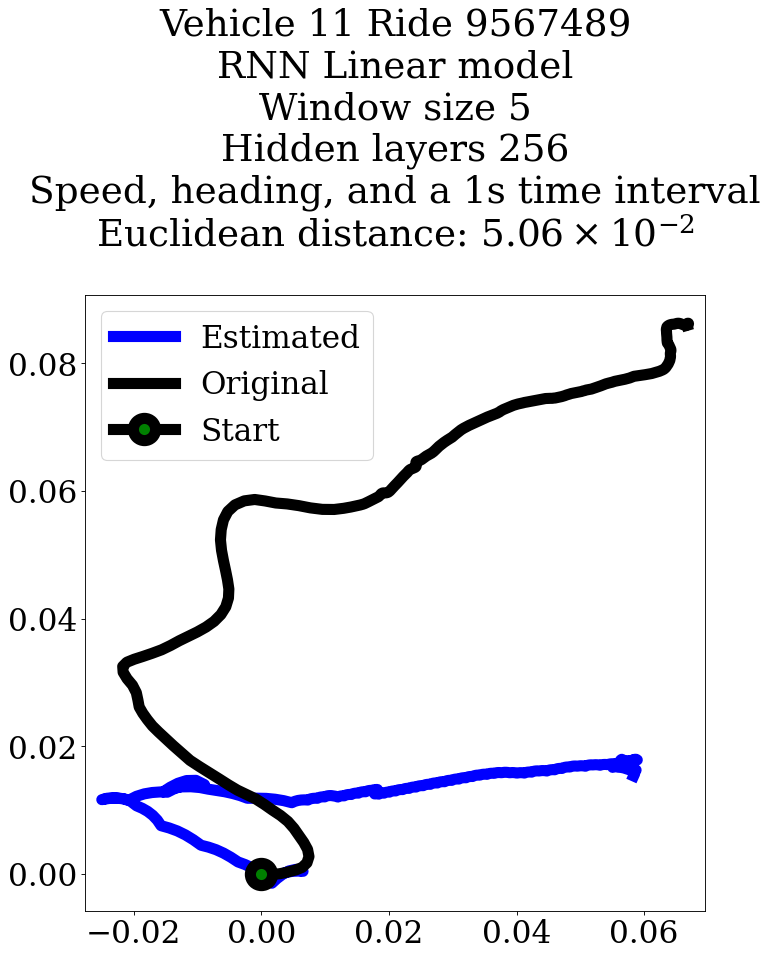 Vehicle 11 Ride 9567489
RNN Linear model
Window size 5
Hidden layers 256
Speed, heading, and a 1s time interval
Euclidean distance: 5.06 × 10⁻²
Estimated
Original
Start
0.08
0.06
0.04
0.02
0.00
−0.02 0.00 0.02 0.04 0.06